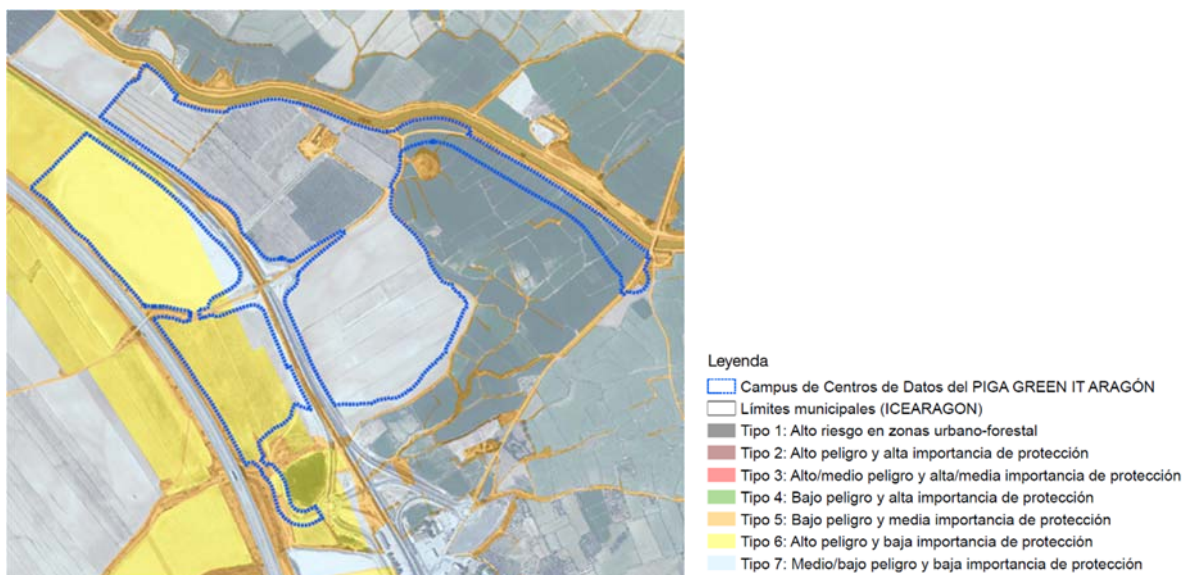 Leyenda
Campus de Centros de Datos del PIGA GREEN IT ARAGÓN
Límites municipales (ICEARAGON)
Tipo 1: Alto riesgo en zonas urbano-forestal
Tipo 2: Alto peligro y alta importancia de protección
Tipo 3: Alto/medio peligro y alta/media importancia de protección
Tipo 4: Bajo peligro y alta importancia de protección
Tipo 5: Bajo peligro y media importancia de protección
Tipo 6: Alto peligro y baja importancia de protección
Tipo 7: Medio/bajo peligro y baja importancia de protección